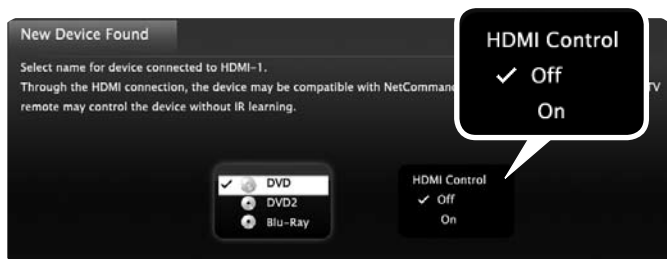 New Device Found
Select name for device connected to HDMI-1.
Through the HDMI connection, the device may be compatible with NetComman TV
remote may control the device without IR learning.
DVD
DVD2
Blu-Ray
HDMI Control
Off
On
HDMI Control
Off
On